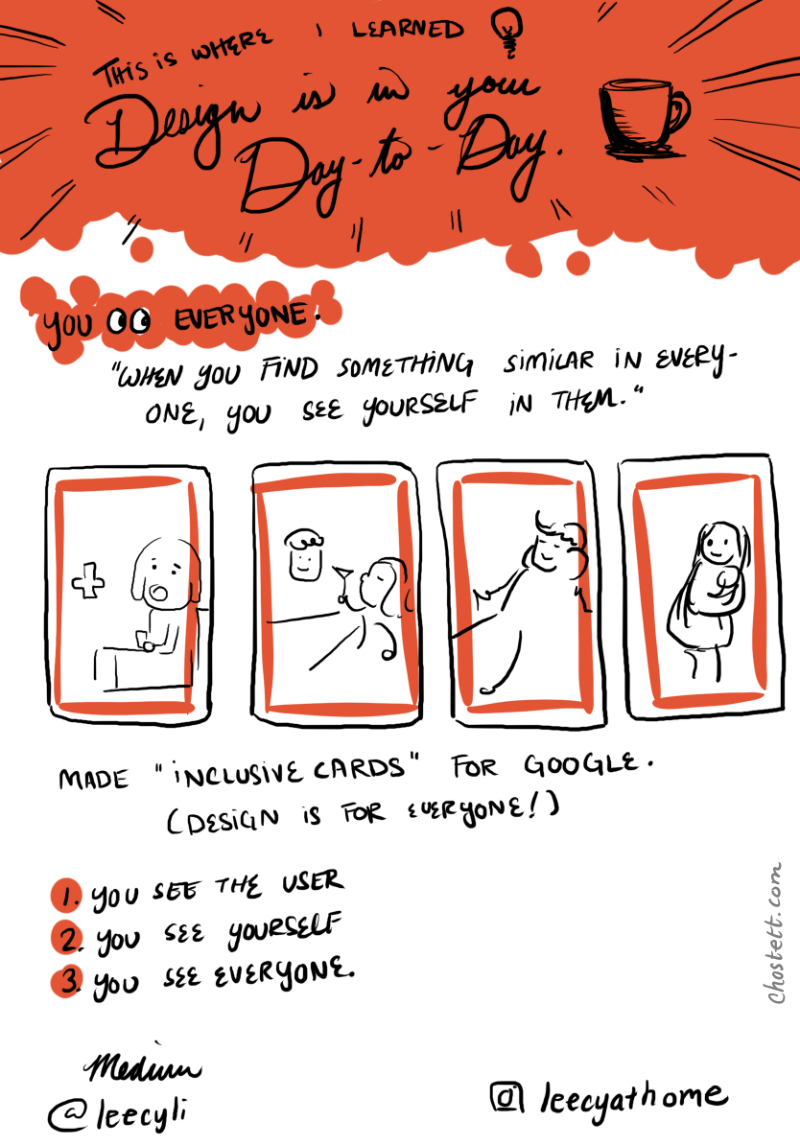 THIS IS WHERE I LEARNED
Design is in your
Day-to-Day.
YOU EVERYONE.
"WHEN YOU FIND SOMETHING SIMILAR IN EVERY-
ONE, YOU SEE YOURSELF IN THEM."
MADE "INCLUSIVE CARDS" FOR GOOGLE.
(DESIGN IS FOR EVERYONE!)
1. YOU SEE THE USER
2. YOU SEE YOURSELF
3. YOU SEE EVERYONE.
chostett.com
Medium
@leecyli
leecyathome